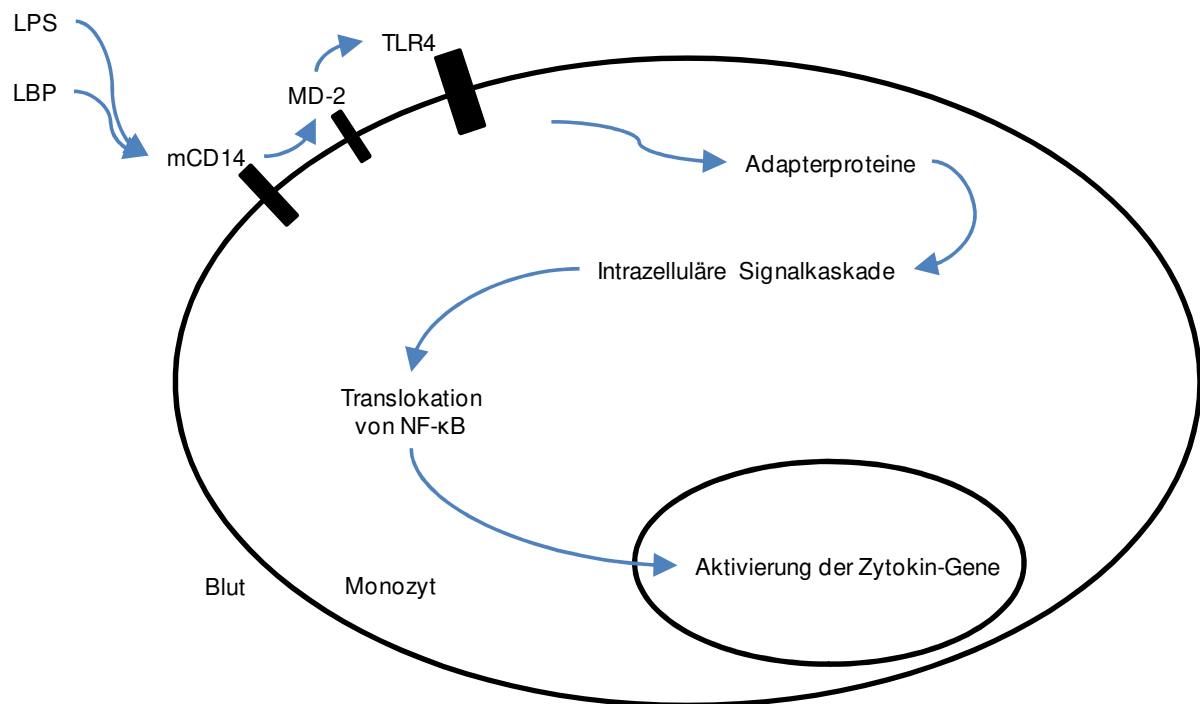 LPS
TLR4
LBP
MD-2
mCD14
Adapterproteine
Intrazelluläre Signalkaskade
Translokation
von NF-κB
Aktivierung der Zytokin-Gene
Blut
Monozyt